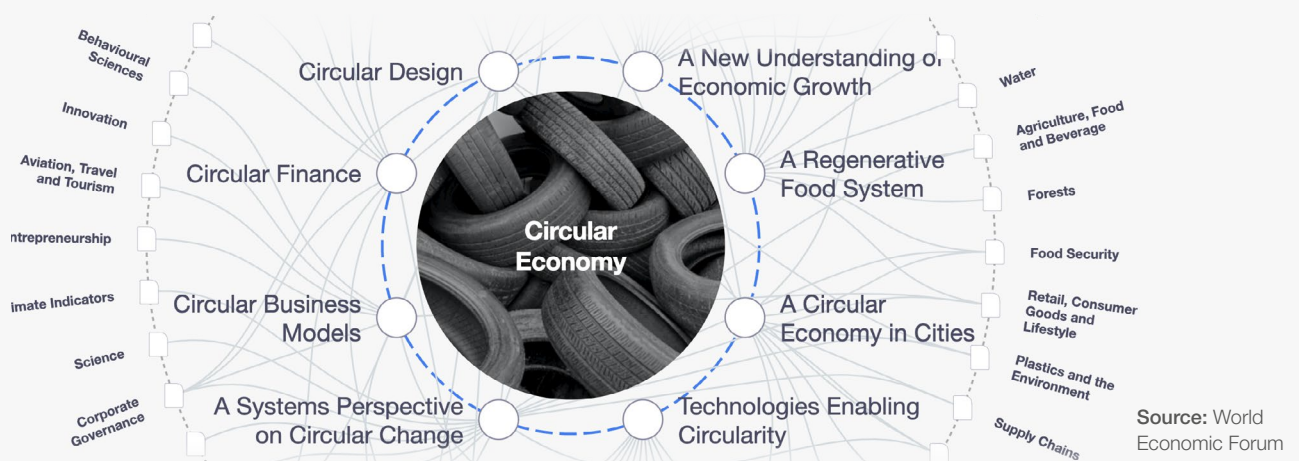 Behavioural
Sciences
Innovation
Aviation, Travel
and Tourism
ntrepreneurship
imate Indicators
Science
Corporate
Governance
Circular Design
Circular Finance
Circular Business
Models
A Systems Perspective
on Circular Change
Circular
Economy
A New Understanding of
Economic Growth
A Regenerative
Food System
A Circular
Economy in Cities
Technologies Enabling
Circularity
Water
Agriculture, Food
and Beverage
Forests
Food Security
Retail, Consumer
Goods and
Lifestyle
Plastics and the
Environment
Supply Chains
Source: World
Economic Forum